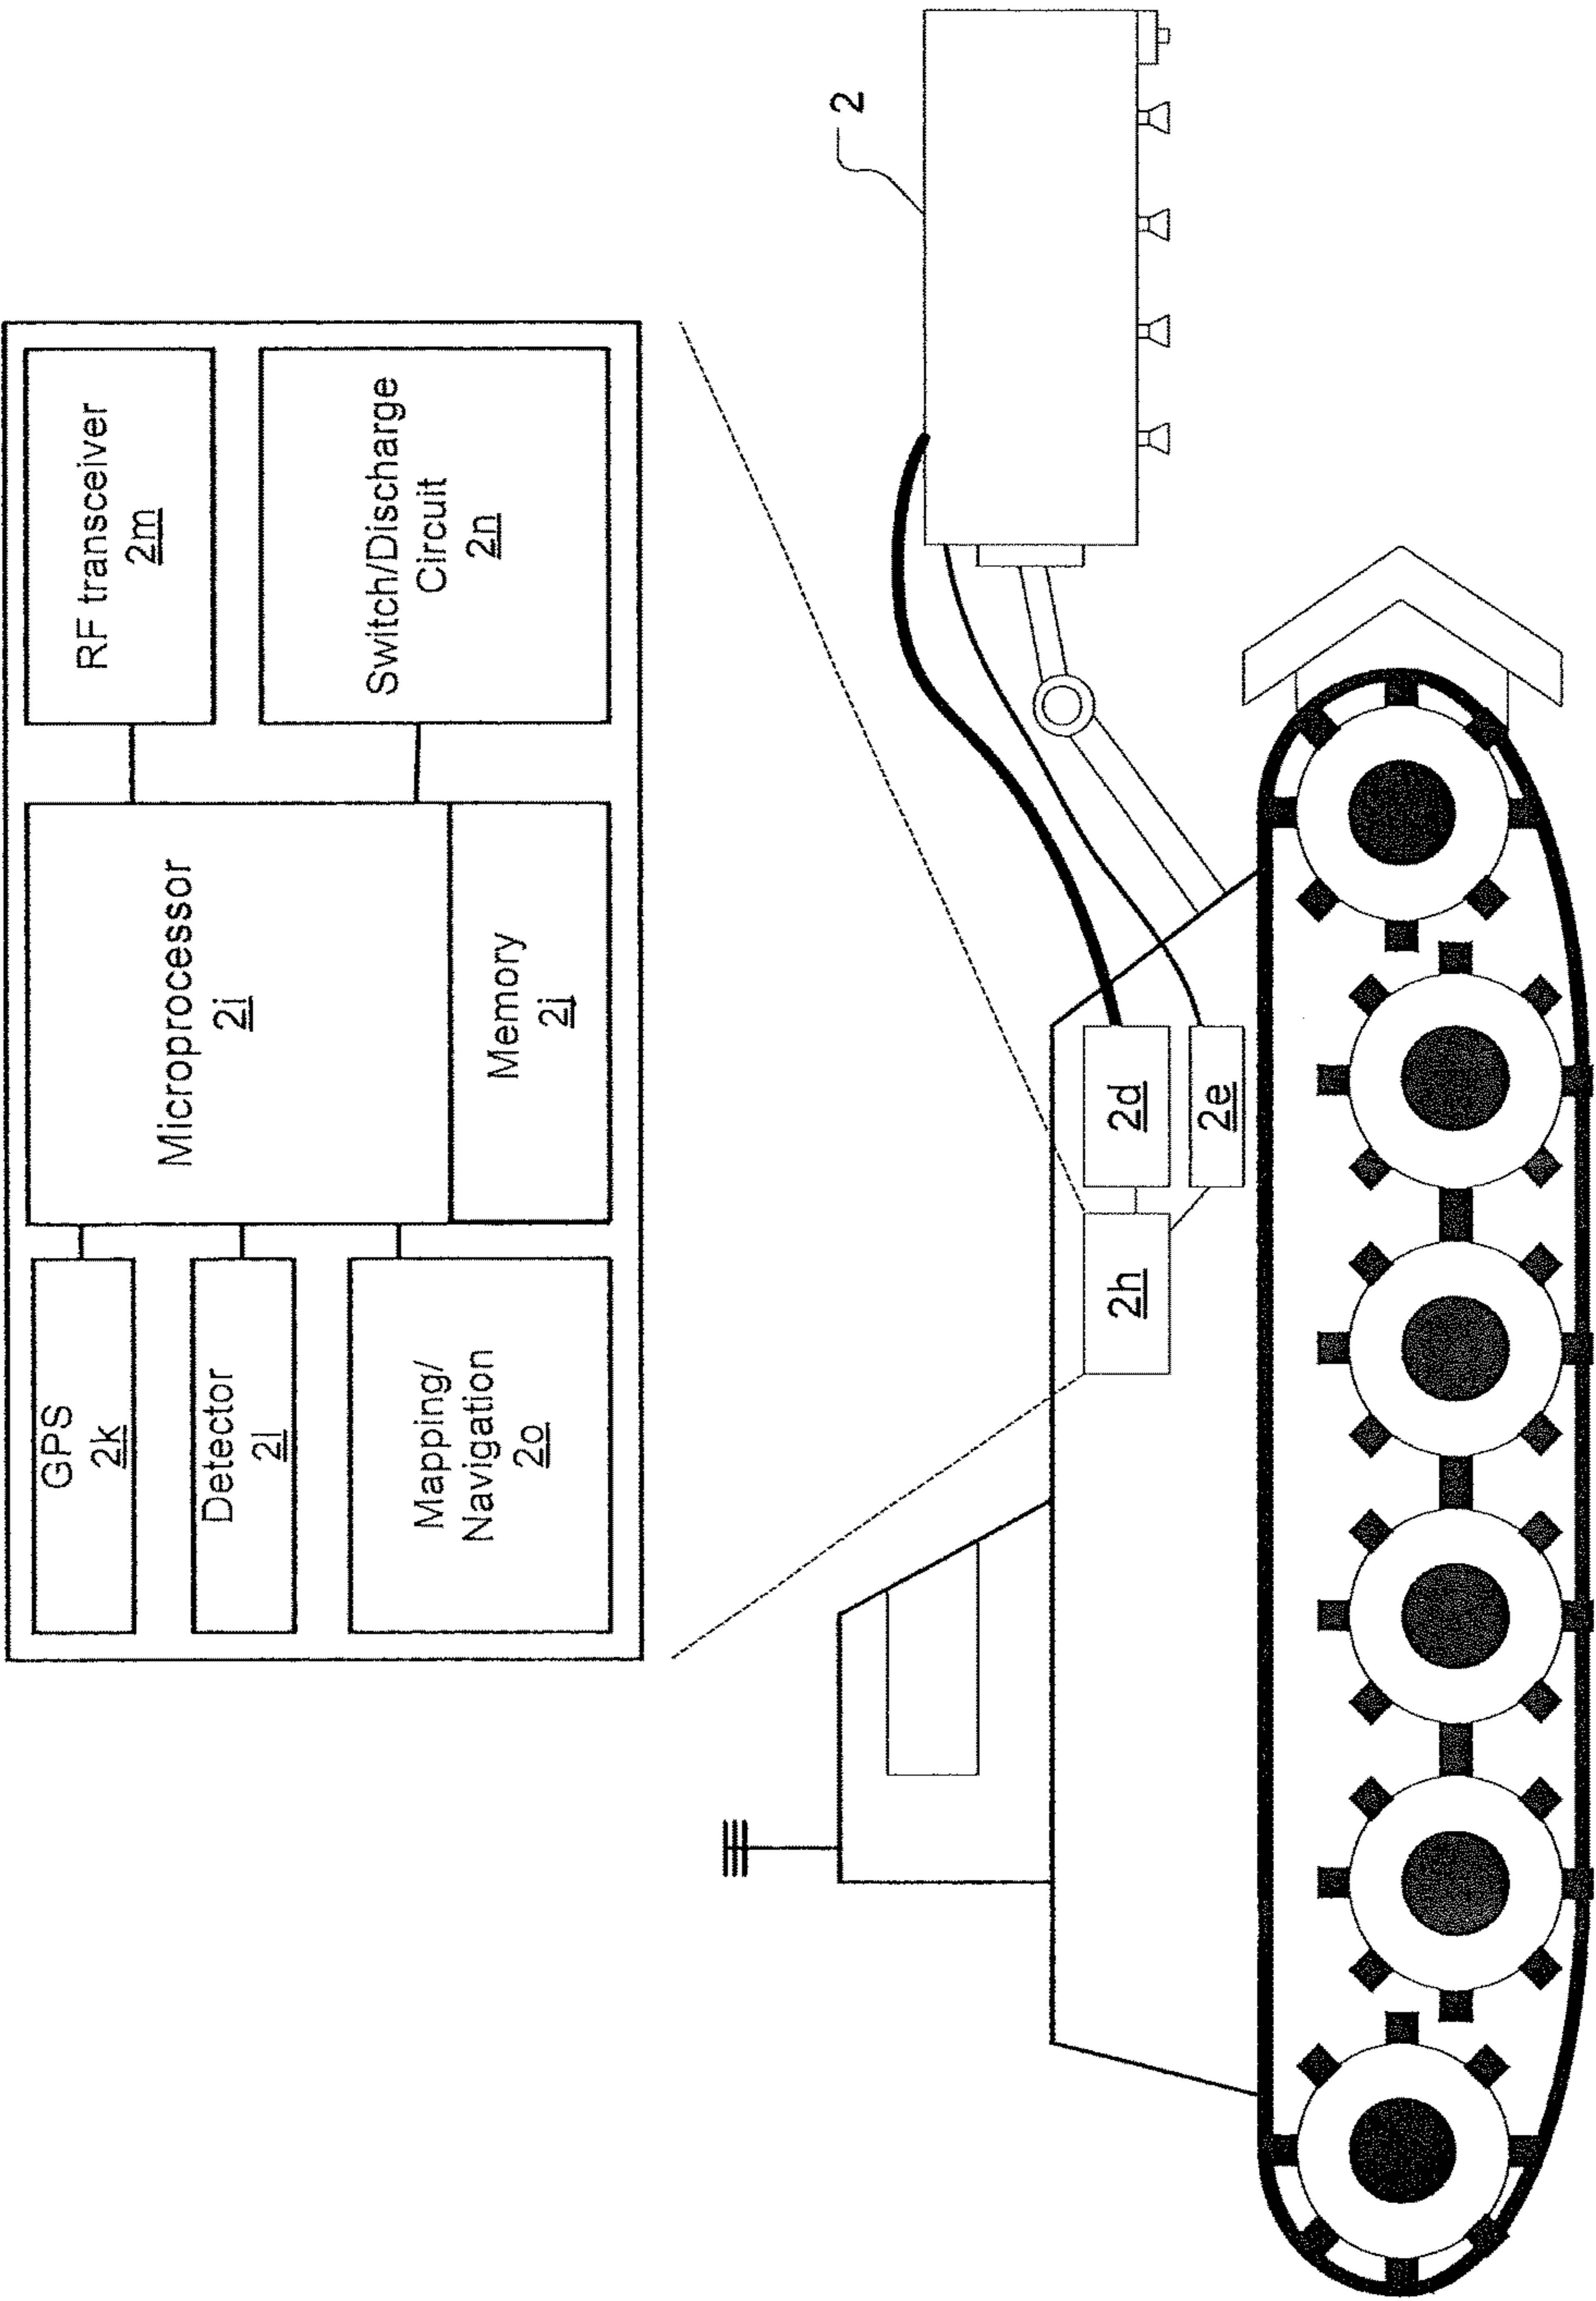 GPS
2k
Detector
2l
Mapping/
Navigation
2o
Microprocessor
2i
Memory
2j
RF transceiver
2m
Switch/Discharge
Circuit
2n
2
2h
2d
2e